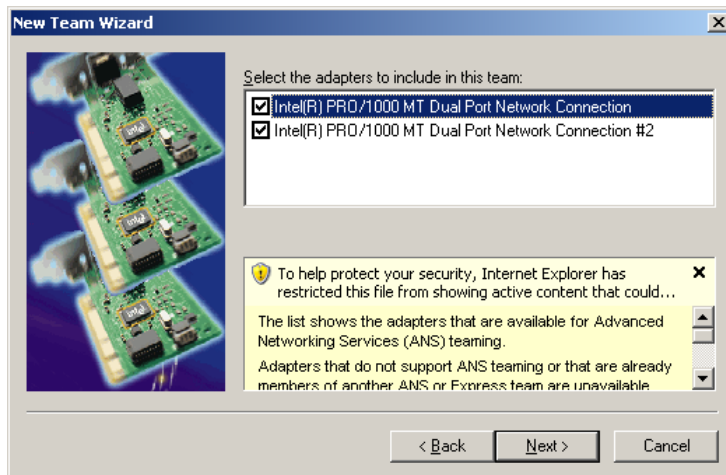 New Team Wizard
Select the adapters to include in this team:
Intel(R) PRO/1000 MT Dual Port Network Connection
Intel(R) PRO/1000 MT Dual Port Network Connection #2
To help protect your security, Internet Explorer has
restricted this file from showing active content that could...
The list shows the adapters that are available for Advanced
Networking Services (ANS) teaming.
Adapters that do not support ANS teaming or that are already
members of another ANS or Express team are unavailable
< Back
Next >
Cancel
intel
intel
intel